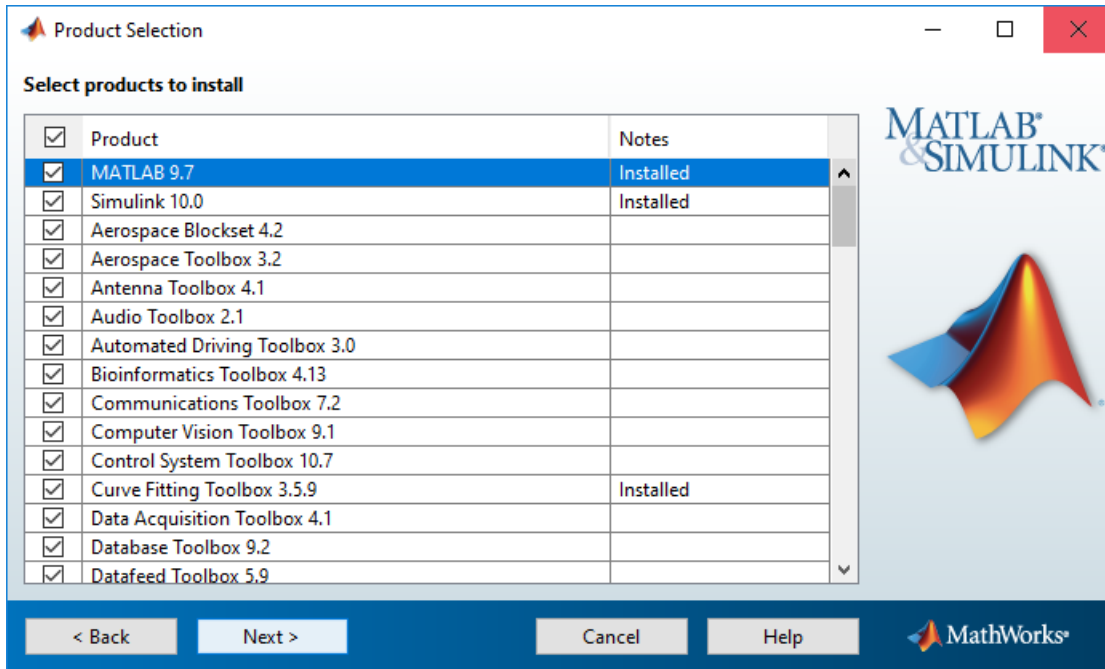 Product Selection
Select products to install
Product Notes
MATLAB 9.7 Installed
Simulink 10.0 Installed
Aerospace Blockset 4.2
Aerospace Toolbox 3.2
Antenna Toolbox 4.1
Audio Toolbox 2.1
Automated Driving Toolbox 3.0
Bioinformatics Toolbox 4.13
Communications Toolbox 7.2
Computer Vision Toolbox 9.1
Control System Toolbox 10.7
Curve Fitting Toolbox 3.5.9 Installed
Data Acquisition Toolbox 4.1
Database Toolbox 9.2
Datafeed Toolbox 5.9
MATLAB®
&SIMULINK®
< Back Next > Cancel Help MathWorks®